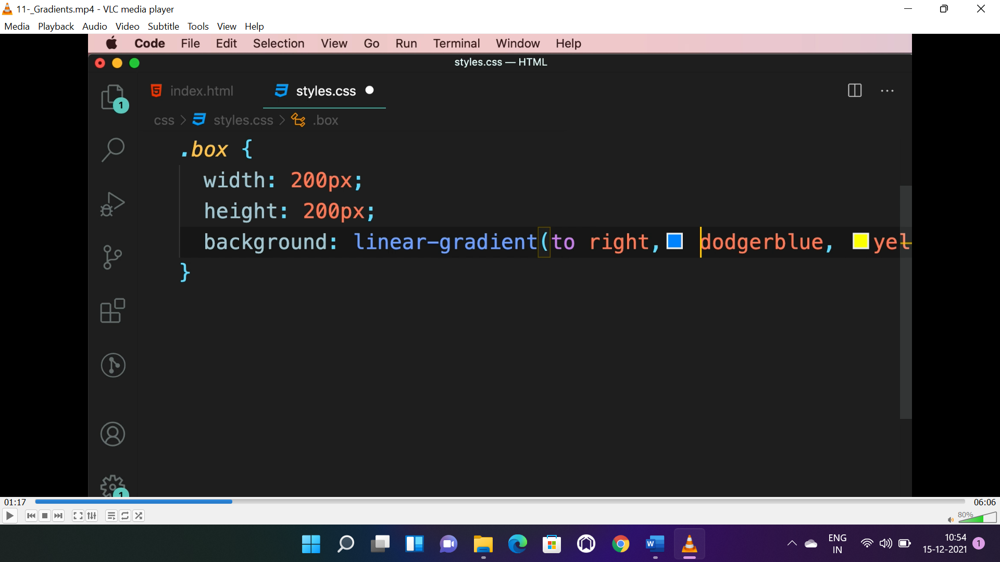 11-_Gradients.mp4 - VLC media player
Media Playback Audio Video Subtitle Tools View Help
Code File Edit Selection View Go Run Terminal Window Help
styles.css — HTML
index.html styles.css
1
css > styles.css > .box
.box {
width: 200px;
height: 200px;
background: linear-gradient(to right, dodgerblue, yel
}
1
01:17 06:06
80%
W
ENG
IN
10:54
15-12-2021
1